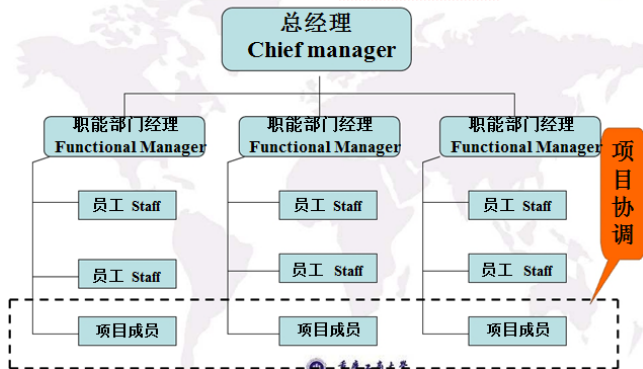 总经理
Chief manager
职能部门经理
Functional Manager
职能部门经理
Functional Manager
职能部门经理
Functional Manager
项目协调
员工 Staff
员工 Staff
员工 Staff
员工 Staff
员工 Staff
员工 Staff
项目成员
项目成员
项目成员